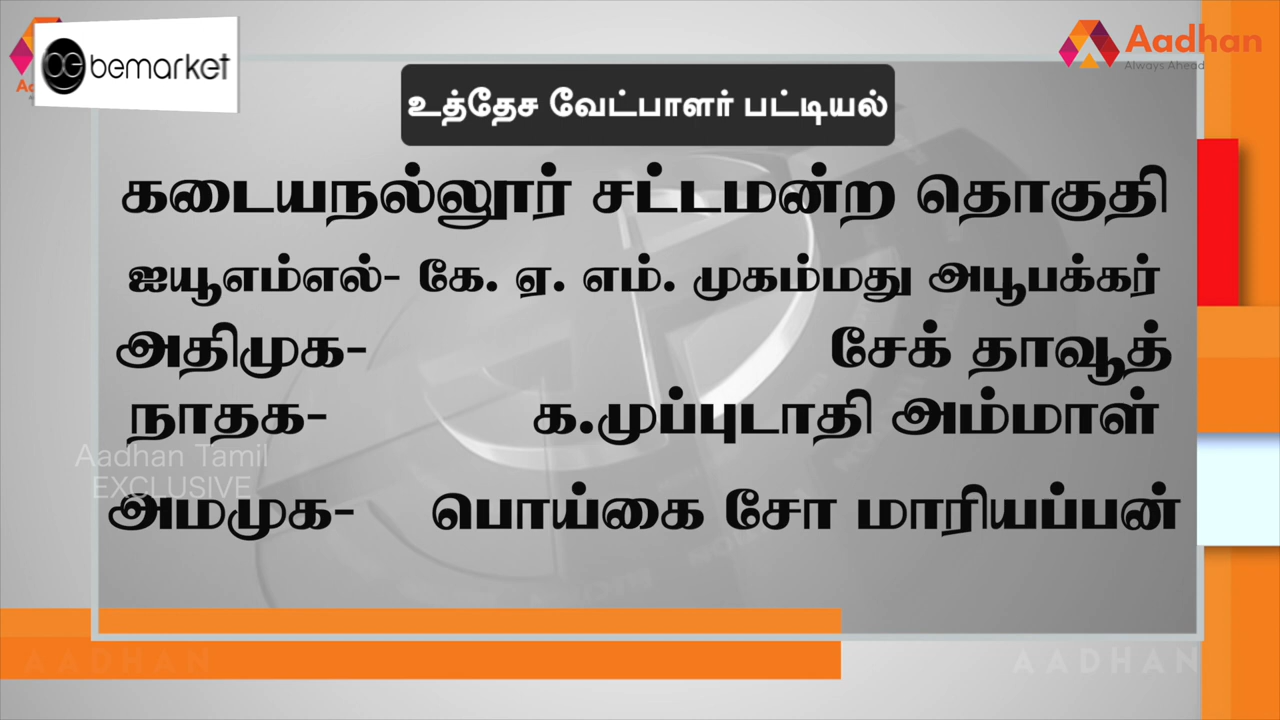 bemarket
Aadhan
Always Ahead
உத்தேச வேட்பாளர் பட்டியல்
கடையநல்லூர் சட்டமன்ற தொகுதி
ஐயூஎம்எல்- கே. ஏ. எம். முகம்மது அபூபக்கர்
அதிமுக- சேக் தாவூத்
நாதக- க.முப்புடாதி அம்மாள்
Aadhan Tamil
EXCLUSIVE
அமமுக- பொய்கை சோ மாரியப்பன்
AADHAN AADHAN